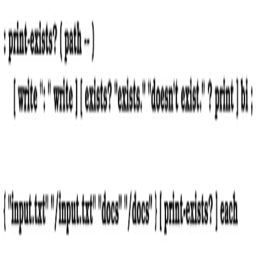 : print-exists? ( path -- )
[ write ": " write ] [ exists? "exists." "doesn't exist." ? print ] bi ;
{ "input.txt" "/input.txt" "docs" "/docs" } [ print-exists? ] each